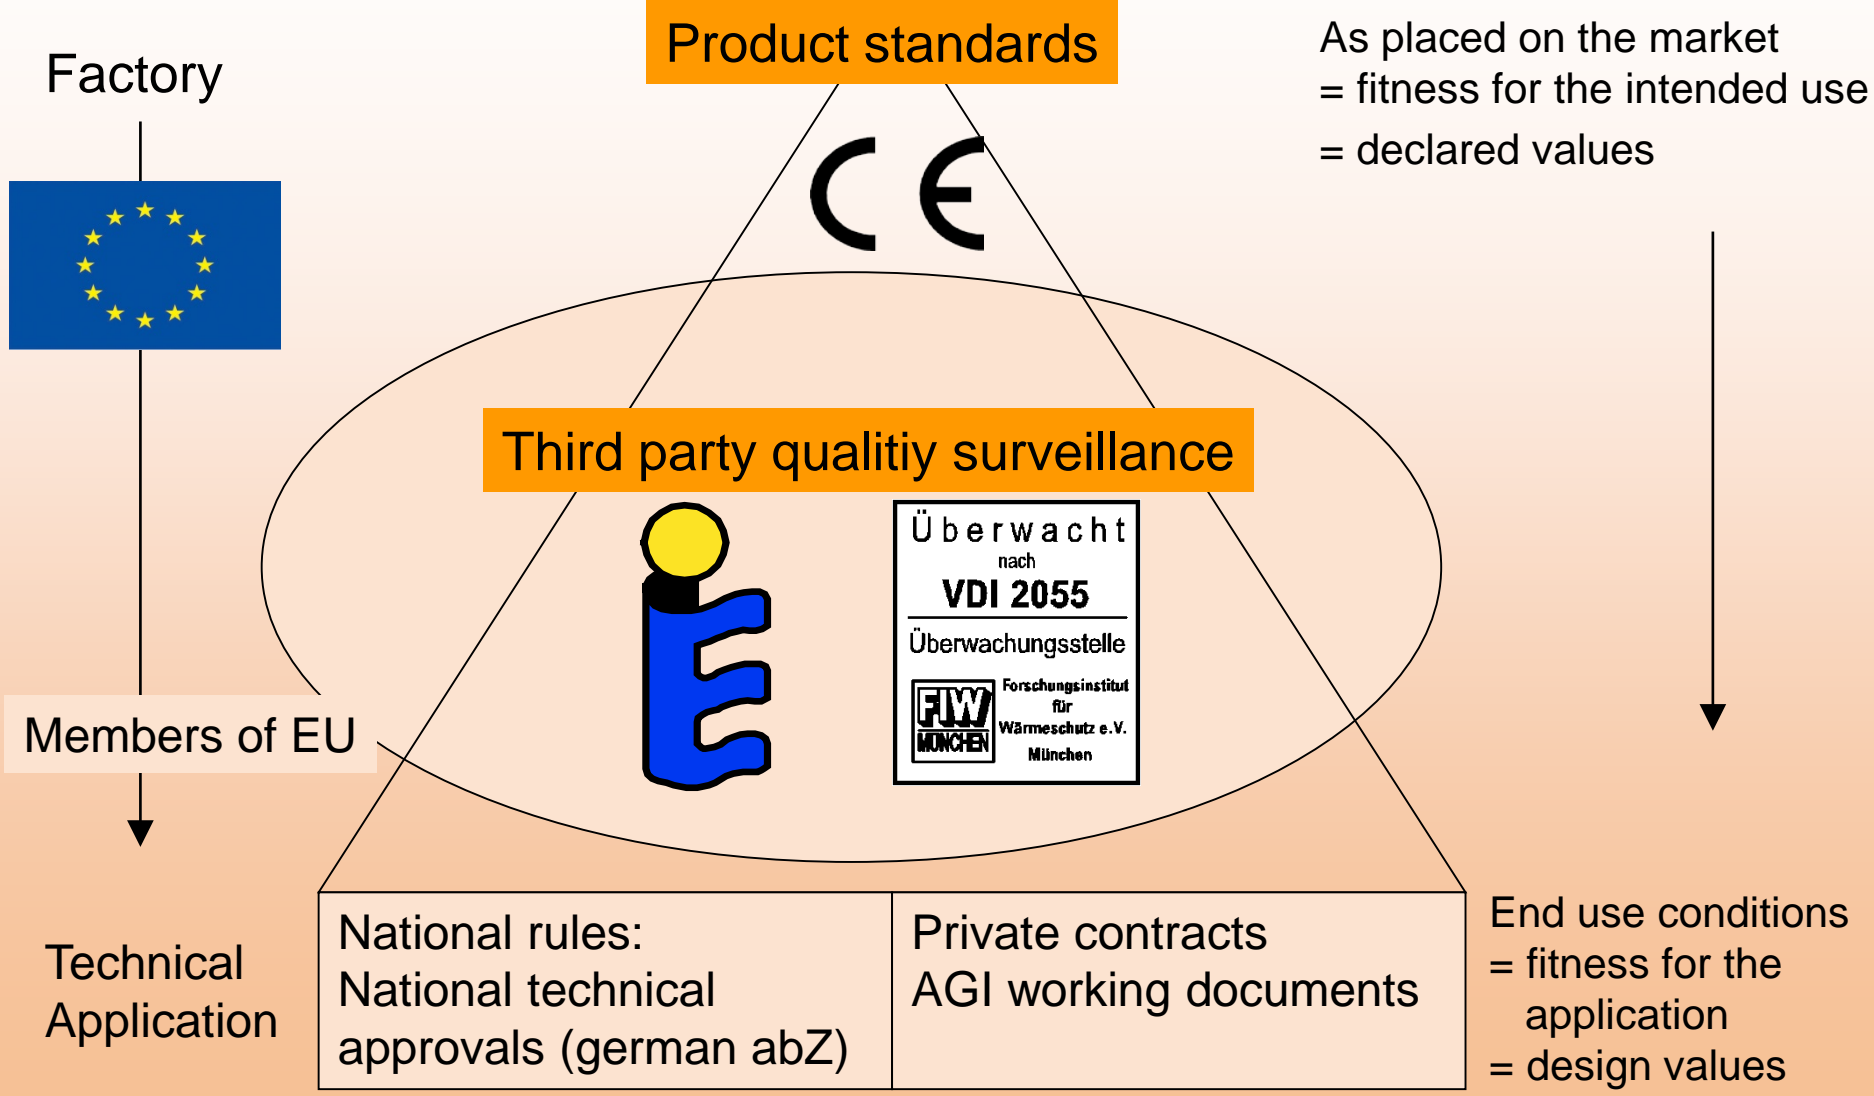 Factory
Product standards
As placed on the market
= fitness for the intended use
= declared values
CE
Third party qualitiy surveillance
Überwacht
nach
VDI 2055
Überwachungsstelle
FIW
MÜNCHEN
Forschungsinstitut
für
Wärmeschutz e.V.
München
Members of EU
Technical
Application
National rules:
National technical
approvals (german abZ)
Private contracts
AGI working documents
End use conditions
= fitness for the
application
= design values